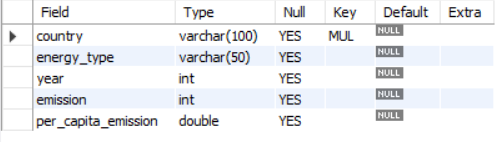 Field Type Null Key Default Extra
country varchar(100) YES MUL NULL
energy_type varchar(50) YES NULL
year int YES NULL
emission int YES NULL
per_capita_emission double YES NULL